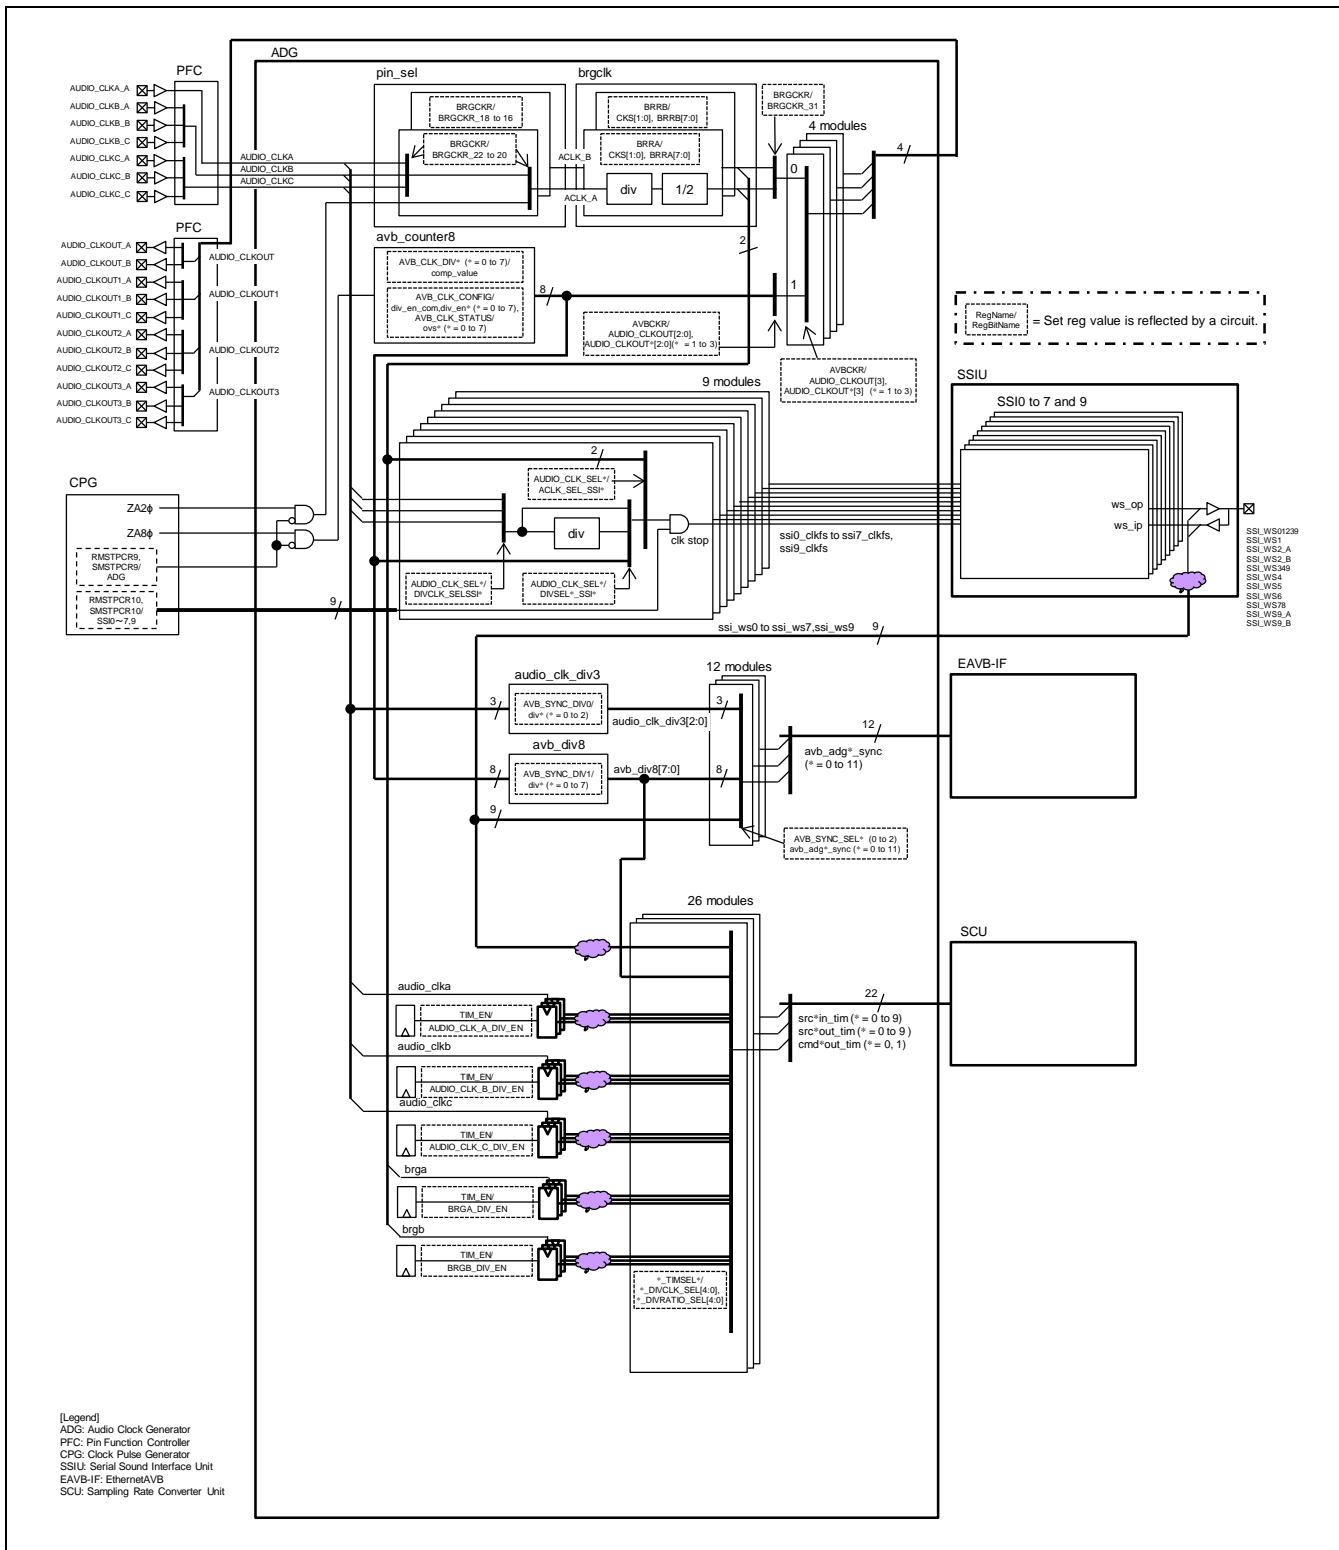 ADG
PFC
AUDIO_CLKA_A
AUDIO_CLKB_A
AUDIO_CLKB_B
AUDIO_CLKB_C
AUDIO_CLKC_A
AUDIO_CLKC_B
AUDIO_CLKC_C
AUDIO_CLKA
AUDIO_CLKB
AUDIO_CLKC
pin_sel
BRGCKR/
BRGCKR_18 to 16
BRGCKR/
BRGCKR_22 to 20
ACLK_B
ACLK_A
brgclk
BRRB/
CKS[1:0], BRRB[7:0]
BRRA/
CKS[1:0], BRRA[7:0]
div
1/2
2
BRGCKR/
BRGCKR_31
4 modules
0
1
4
PFC
AUDIO_CLKOUT_A
AUDIO_CLKOUT_B
AUDIO_CLKOUT1_A
AUDIO_CLKOUT1_B
AUDIO_CLKOUT1_C
AUDIO_CLKOUT2_A
AUDIO_CLKOUT2_B
AUDIO_CLKOUT2_C
AUDIO_CLKOUT3_A
AUDIO_CLKOUT3_B
AUDIO_CLKOUT3_C
AUDIO_CLKOUT
AUDIO_CLKOUT1
AUDIO_CLKOUT2
AUDIO_CLKOUT3
avb_counter8
AVB_CLK_DIV* (* = 0 to 7)/
comp_value
AVB_CLK_CONFIG/
div_en_com,div_en* (* = 0 to 7),
AVB_CLK_STATUS/
ovs* (* = 0 to 7)
8
AVBCKR/
AUDIO_CLKOUT[2:0],
AUDIO_CLKOUT*[2:0](* = 1 to 3)
AVBCKR/
AUDIO_CLKOUT[3],
AUDIO_CLKOUT*[3] (* = 1 to 3)
RegName/
RegBitName
= Set reg value is reflected by a circuit.
9 modules
2
AUDIO_CLK_SEL*/
ACLK_SEL_SSI*
div
clk stop
AUDIO_CLK_SEL*/
DIVCLK_SELSSI*
AUDIO_CLK_SEL*/
DIVSEL*_SSI*
ssi0_clkfs to ssi7_clkfs,
ssi9_clkfs
SSIU
SSI0 to 7 and 9
ws_op
ws_ip
SSI_WS01239
SSI_WS1
SSI_WS2_A
SSI_WS2_B
SSI_WS349
SSI_WS4
SSI_WS5
SSI_WS6
SSI_WS78
SSI_WS9_A
SSI_WS9_B
CPG
ZA2ϕ
ZA8ϕ
RMSTPCR9,
SMSTPCR9/
ADG
RMSTPCR10,
SMSTPCR10/
SSI0～7,9
9
ssi_ws0 to ssi_ws7,ssi_ws9
9
audio_clk_div3
3
AVB_SYNC_DIV0/
div* (* = 0 to 2)
audio_clk_div3[2:0]
avb_div8
8
AVB_SYNC_DIV1/
div* (* = 0 to 7)
avb_div8[7:0]
9
12 modules
3
8
AVB_SYNC_SEL* (0 to 2)
avb_adg*_sync (* = 0 to 11)
12
avb_adg*_sync
(* = 0 to 11)
EAVB-IF
26 modules
SCU
22
src*in_tim (* = 0 to 9)
src*out_tim (* = 0 to 9 )
cmd*out_tim (* = 0, 1)
audio_clka
TIM_EN/
AUDIO_CLK_A_DIV_EN
audio_clkb
TIM_EN/
AUDIO_CLK_B_DIV_EN
audio_clkc
TIM_EN/
AUDIO_CLK_C_DIV_EN
brga
TIM_EN/
BRGA_DIV_EN
brgb
TIM_EN/
BRGB_DIV_EN
*_TIMSEL*/
*_DIVCLK_SEL[4:0],
*_DIVRATIO_SEL[4:0]
[Legend]
ADG: Audio Clock Generator
PFC: Pin Function Controller
CPG: Clock Pulse Generator
SSIU: Serial Sound Interface Unit
EAVB-IF: EthernetAVB
SCU: Sampling Rate Converter Unit